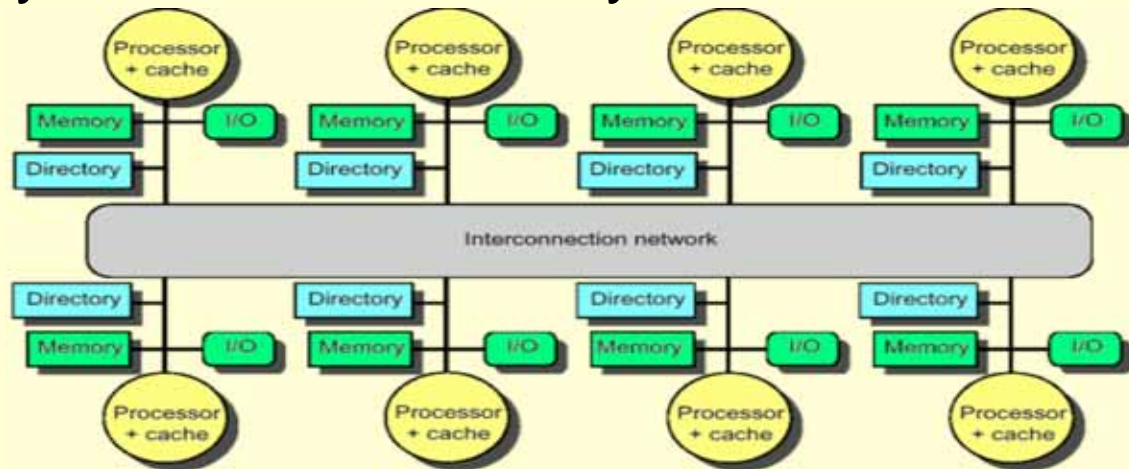 Processor Processor Processor Processor
+ cache + cache + cache + cache
Memory I/O Memory I/O Memory I/O Memory I/O
Directory Directory Directory Directory
Interconnection network
Directory Directory Directory Directory
Memory I/O Memory I/O Memory I/O Memory I/O
Processor Processor Processor Processor
+ cache + cache + cache + cache